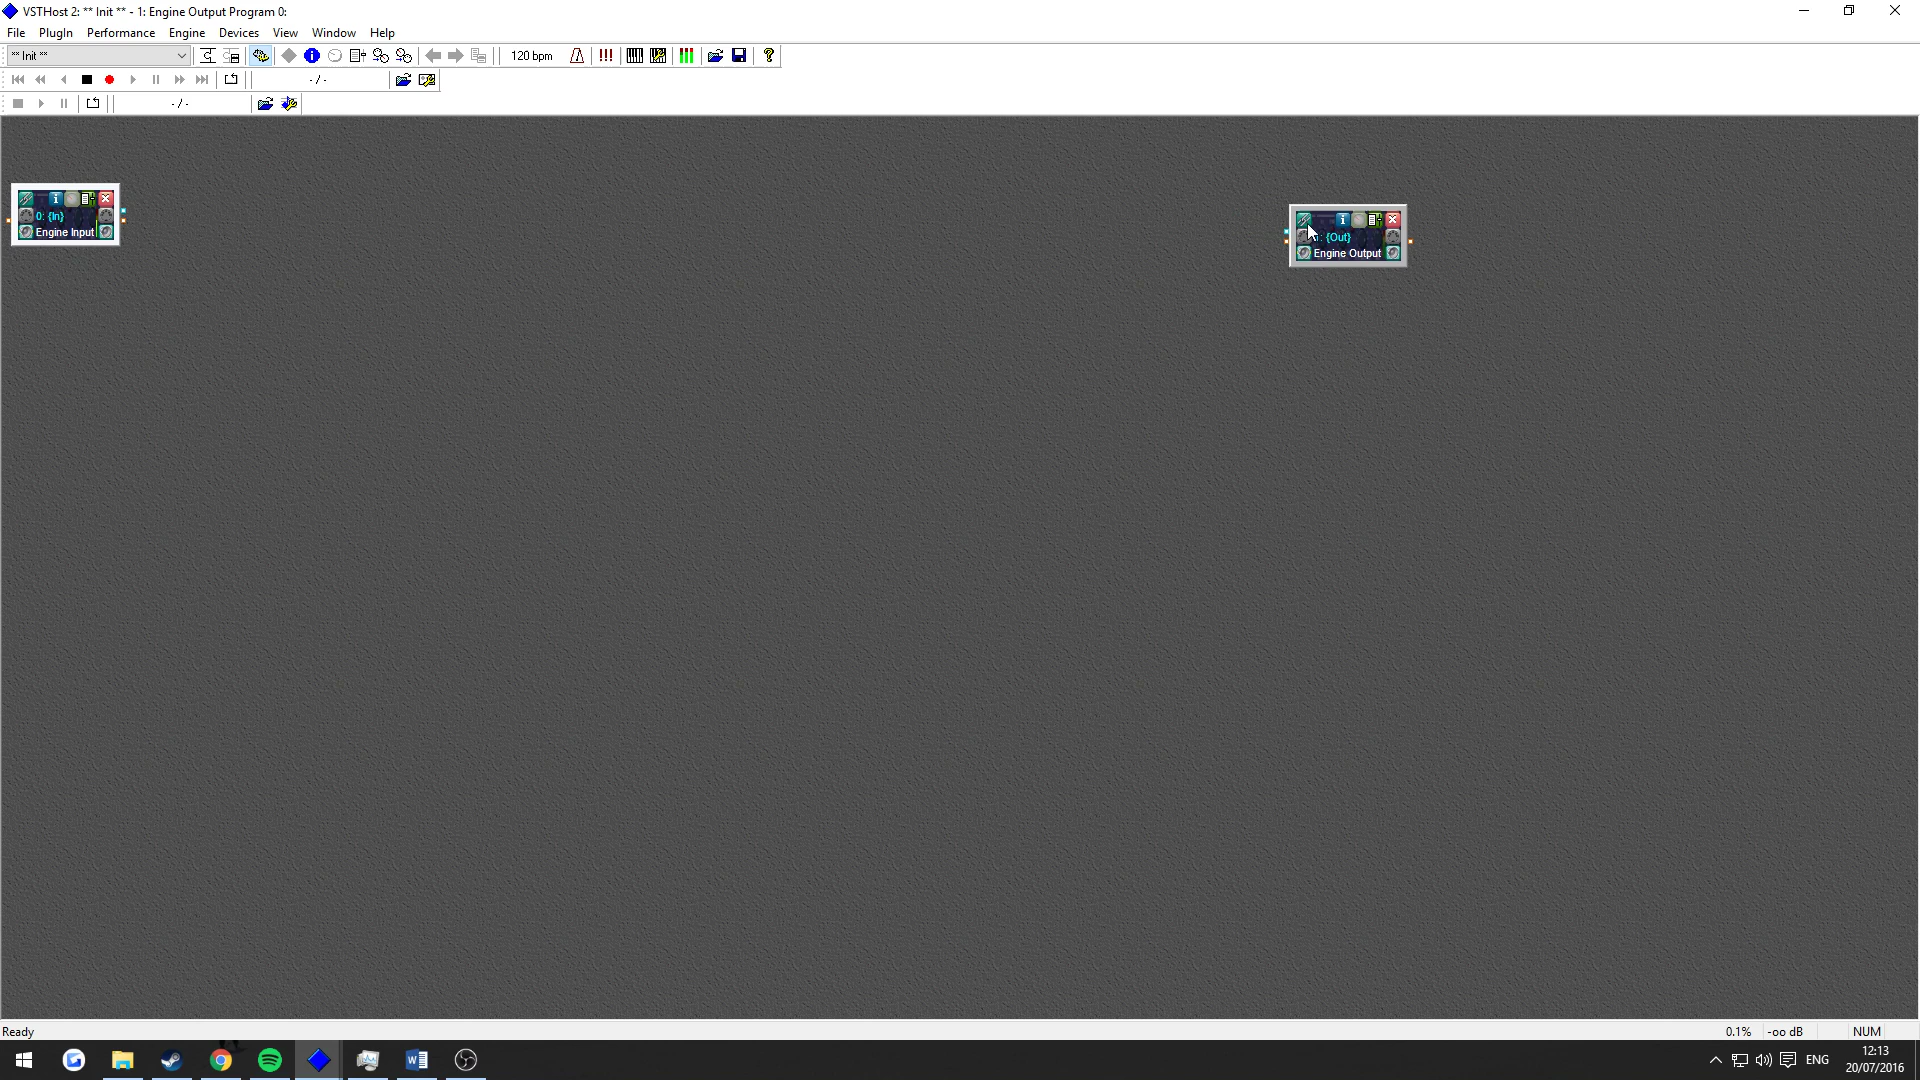 VSTHost 2: ** Init ** - 1: Engine Output Program 0:
File PlugIn Performance Engine Devices View Window Help
** Init **
120 bpm
- / -
- / -
0: {In}
Engine Input
: {Out}
Engine Output
Ready
0.1% -oo dB NUM
ENG
12:13
20/07/2016